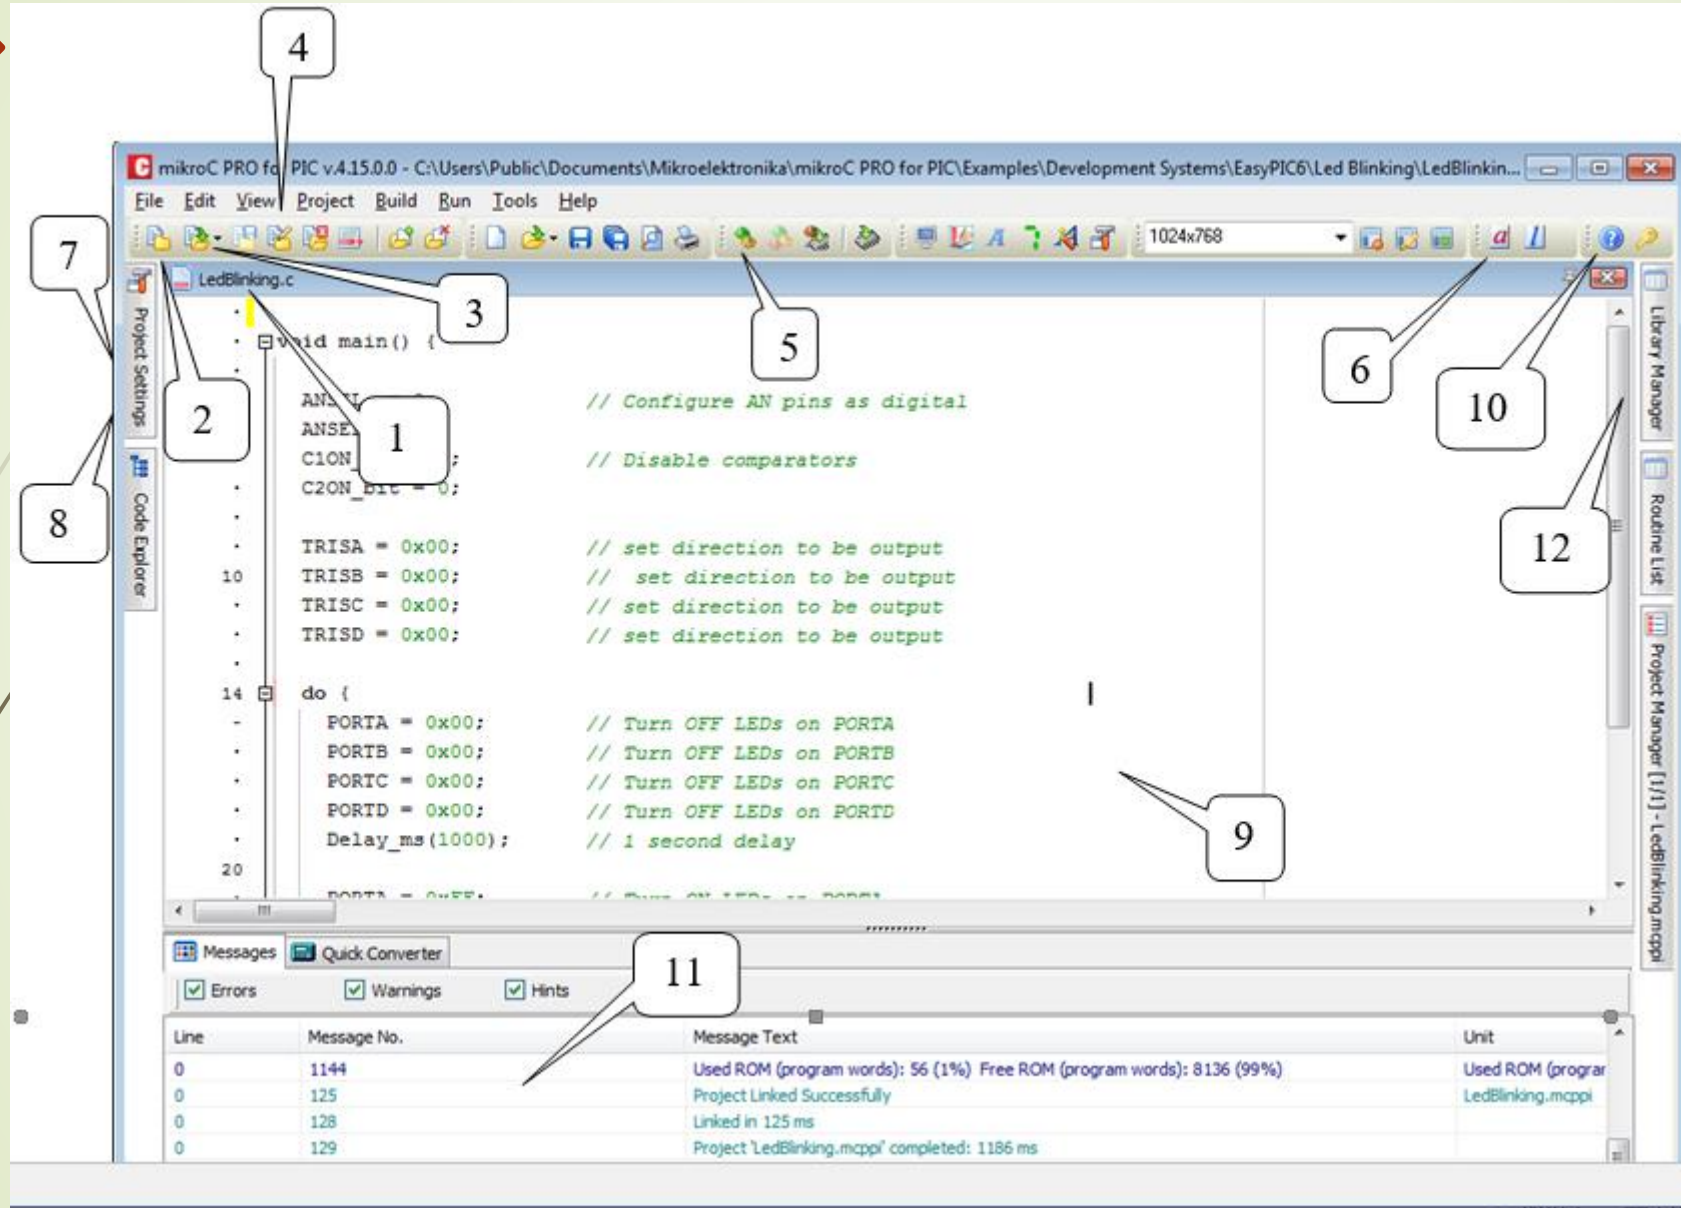 4
mikroC PRO for PIC v.4.15.0.0 - C:\Users\Public\Documents\Mikroelektronika\mikroC PRO for PIC\Examples\Development Systems\EasyPIC6\Led Blinking\LedBlinkin...
File Edit View Project Build Run Tools Help
1024x768
7
LedBlinking.c
3
5
6
10
2
1
8
12
9
11
void main() {
// Configure AN pins as digital
C1ON_ ; // Disable comparators
C2ON_bit = 0;
TRISA = 0x00; // set direction to be output
10 TRISB = 0x00; // set direction to be output
TRISC = 0x00; // set direction to be output
TRISD = 0x00; // set direction to be output
14 do {
PORTA = 0x00; // Turn OFF LEDs on PORTA
PORTB = 0x00; // Turn OFF LEDs on PORTB
PORTC = 0x00; // Turn OFF LEDs on PORTC
PORTD = 0x00; // Turn OFF LEDs on PORTD
Delay_ms(1000); // 1 second delay
20
Project Settings
Code Explorer
Library Manager
Routine List
Project Manager [1/1] - LedBlinking.mcppi
Messages Quick Converter
Errors Warnings Hints
Line Message No. Message Text Unit
0 1144 Used ROM (program words): 56 (1%) Free ROM (program words): 8136 (99%) Used ROM (progra
0 125 Project Linked Successfully LedBlinking.mcppi
0 128 Linked in 125 ms
0 129 Project 'LedBlinking.mcppi' completed: 1186 ms